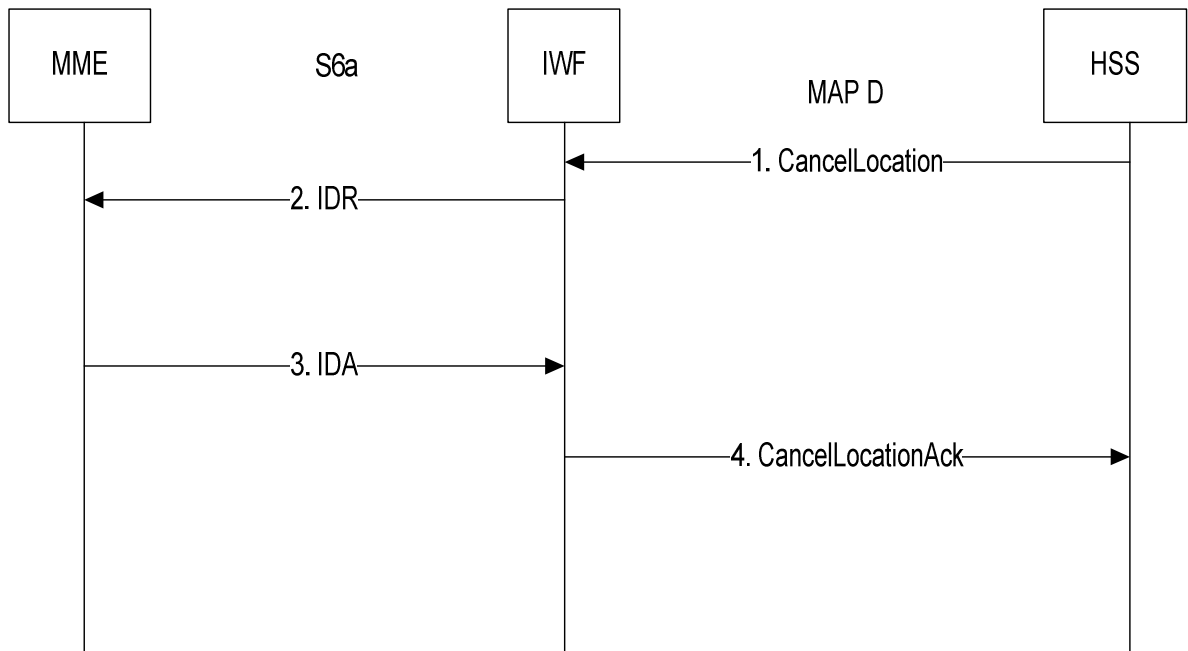 MME
S6a
IWF
MAP D
HSS
1. CancelLocation
2. IDR
3. IDA
4. CancelLocationAck